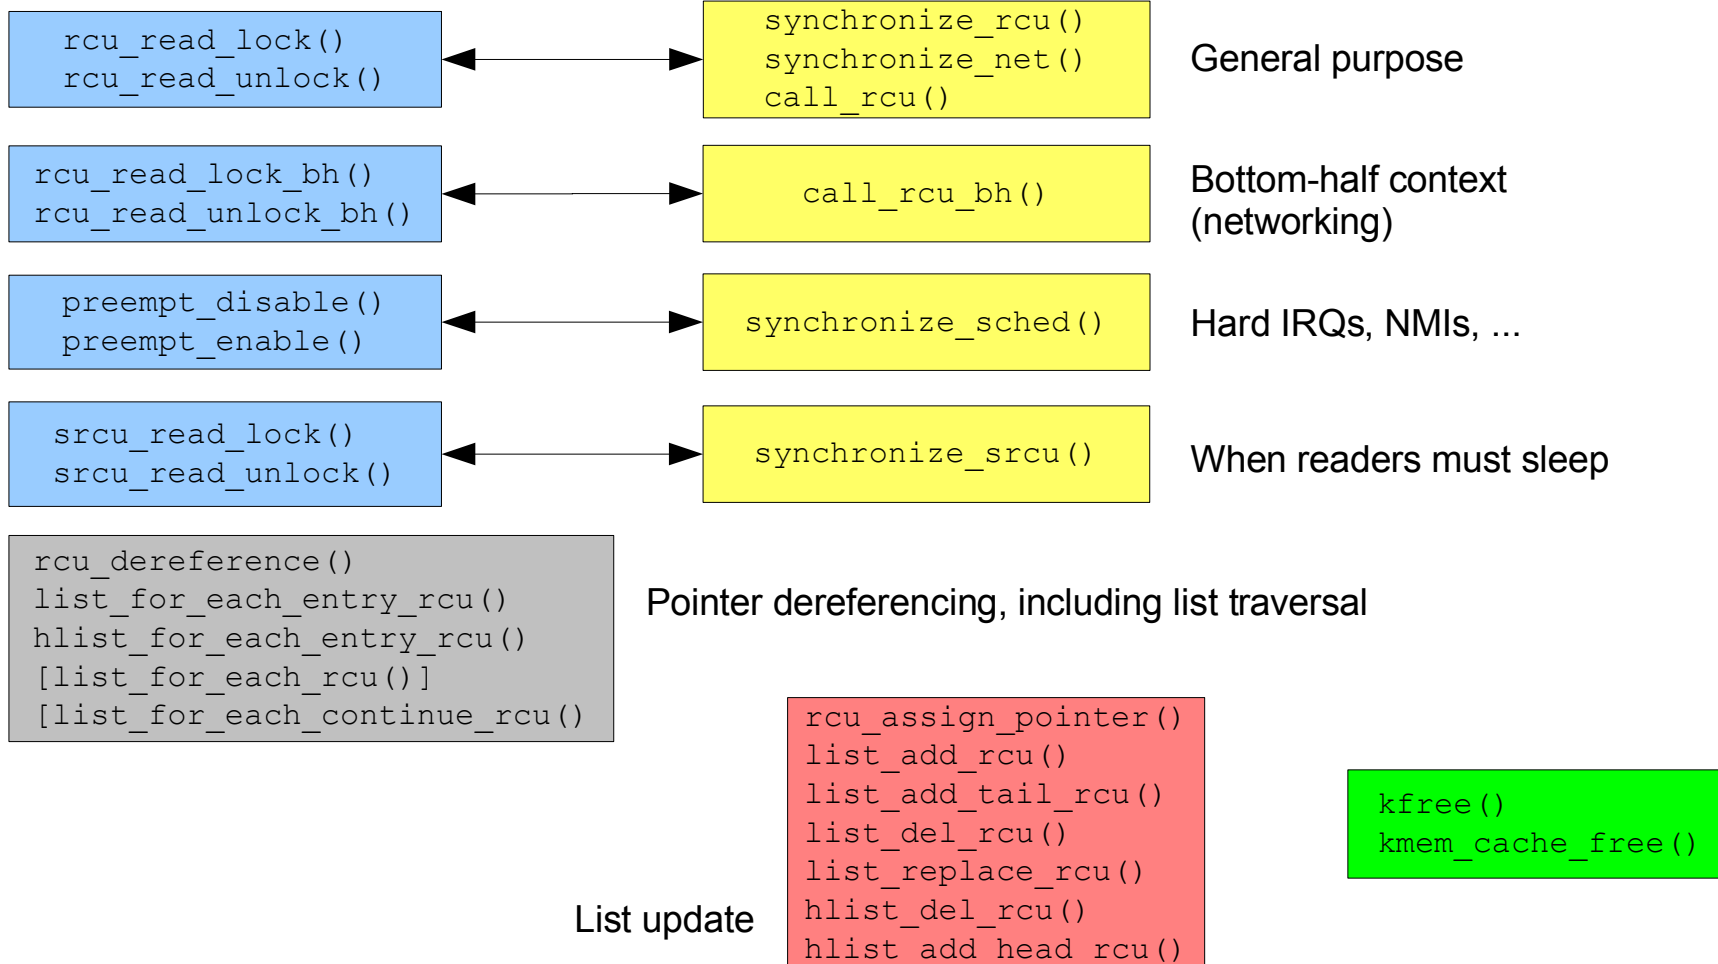 rcu_read_lock()
rcu_read_unlock()
synchronize_rcu()
synchronize_net()
call_rcu()
General purpose
rcu_read_lock_bh()
rcu_read_unlock_bh()
call_rcu_bh()
Bottom-half context
(networking)
preempt_disable()
preempt_enable()
synchronize_sched()
Hard IRQs, NMIs, ...
srcu_read_lock()
srcu_read_unlock()
synchronize_srcu()
When readers must sleep
rcu_dereference()
list_for_each_entry_rcu()
hlist_for_each_entry_rcu()
[list_for_each_rcu()]
[list_for_each_continue_rcu()
Pointer dereferencing, including list traversal
rcu_assign_pointer()
list_add_rcu()
list_add_tail_rcu()
list_del_rcu()
list_replace_rcu()
hlist_del_rcu()
hlist_add_head_rcu()
List update
kfree()
kmem_cache_free()